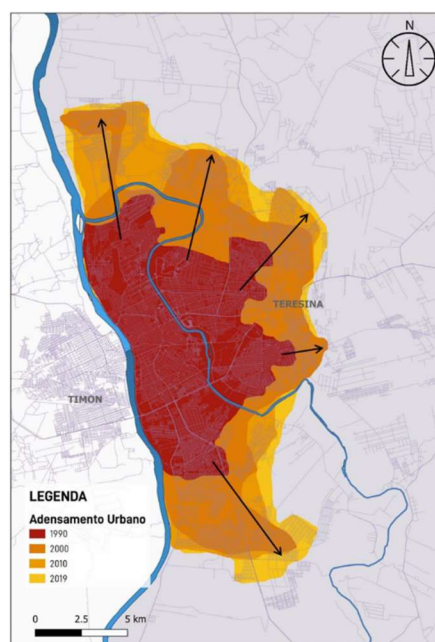 N
TERESINA
TIMON
LEGENDA
Adensamento Urbano
1990
2000
2010
2019
0 2.5 5 km